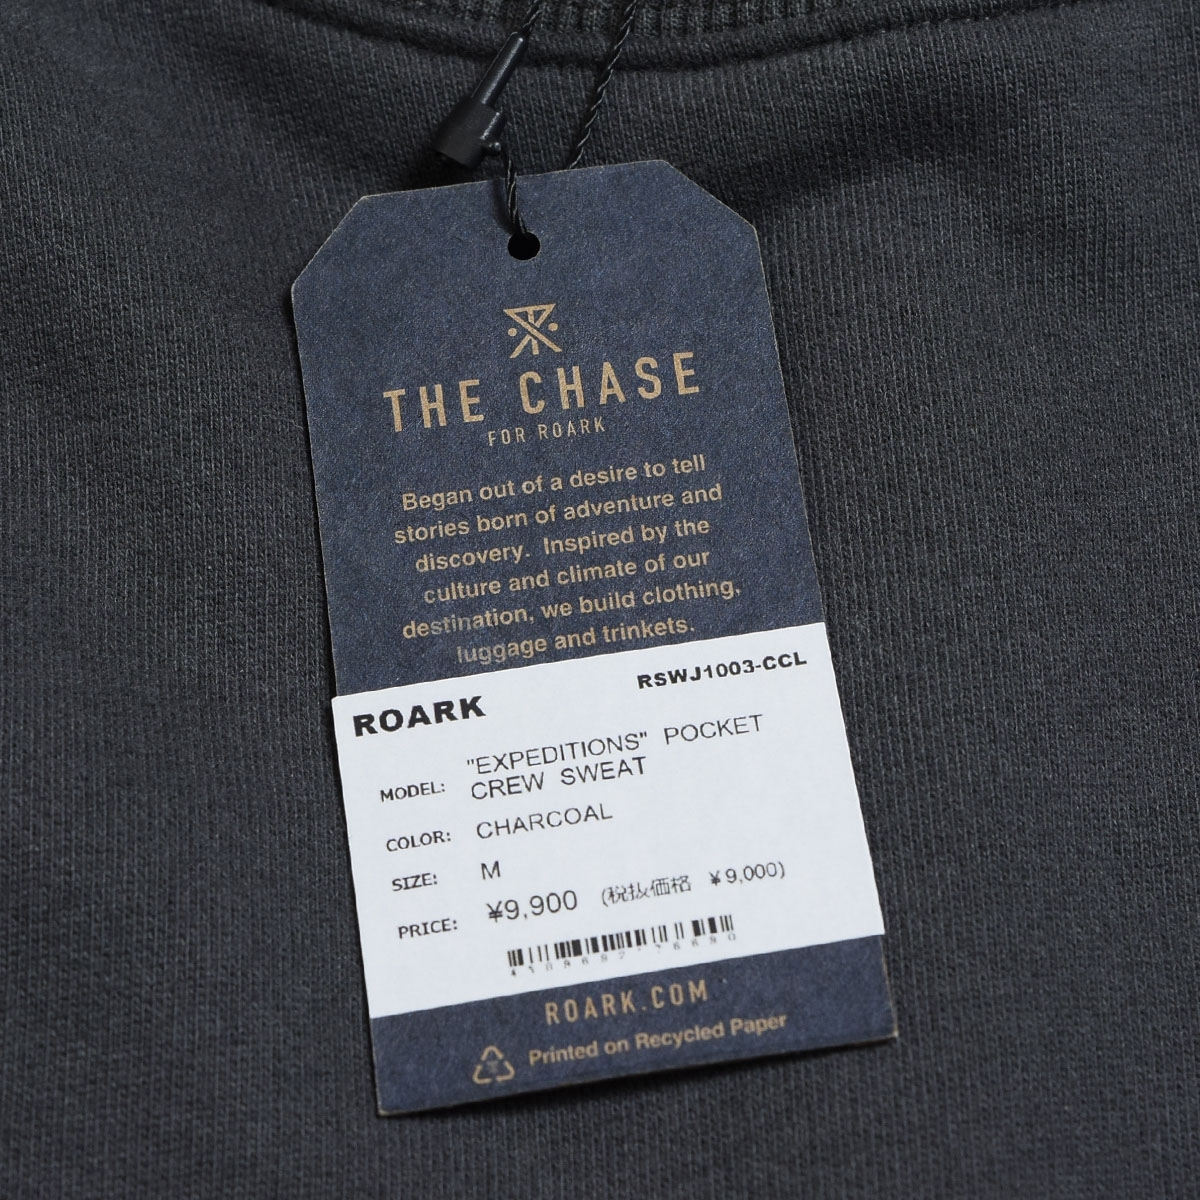 THE CHASE
FOR ROARK
Began out of a desire to tell
stories born of adventure and
discovery. Inspired by the
culture and climate of our
destination, we build clothing,
luggage and trinkets.
RSWJ1003-CCL
ROARK
MODEL: "EXPEDITIONS" POCKET
CREW SWEAT
COLOR: CHARCOAL
SIZE: M
PRICE: ¥9,900 (税抜価格 ¥9,000)
ROARK.COM
Printed on Recycled Paper